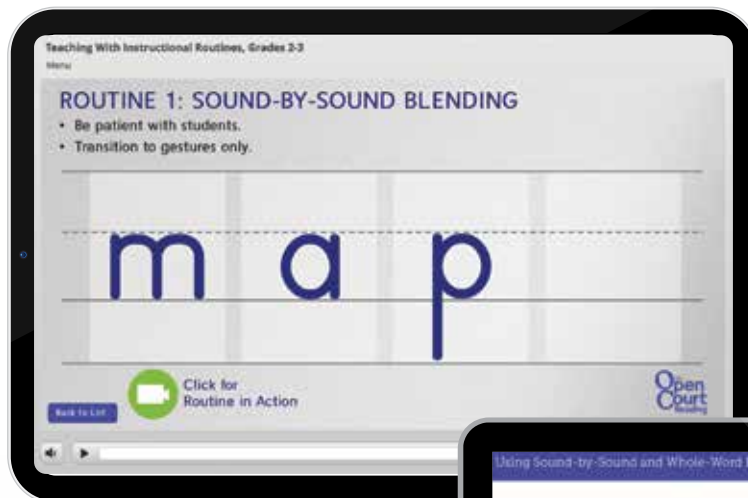 Teaching With Instructional Routines, Grades 2-3
Menu
ROUTINE 1: SOUND-BY-SOUND BLENDING
• Be patient with students.
• Transition to gestures only.
m a p
Click for
Routine in Action
Back to List
Open
Court
Reading
Using Sound-by-Sound and Whole-Word